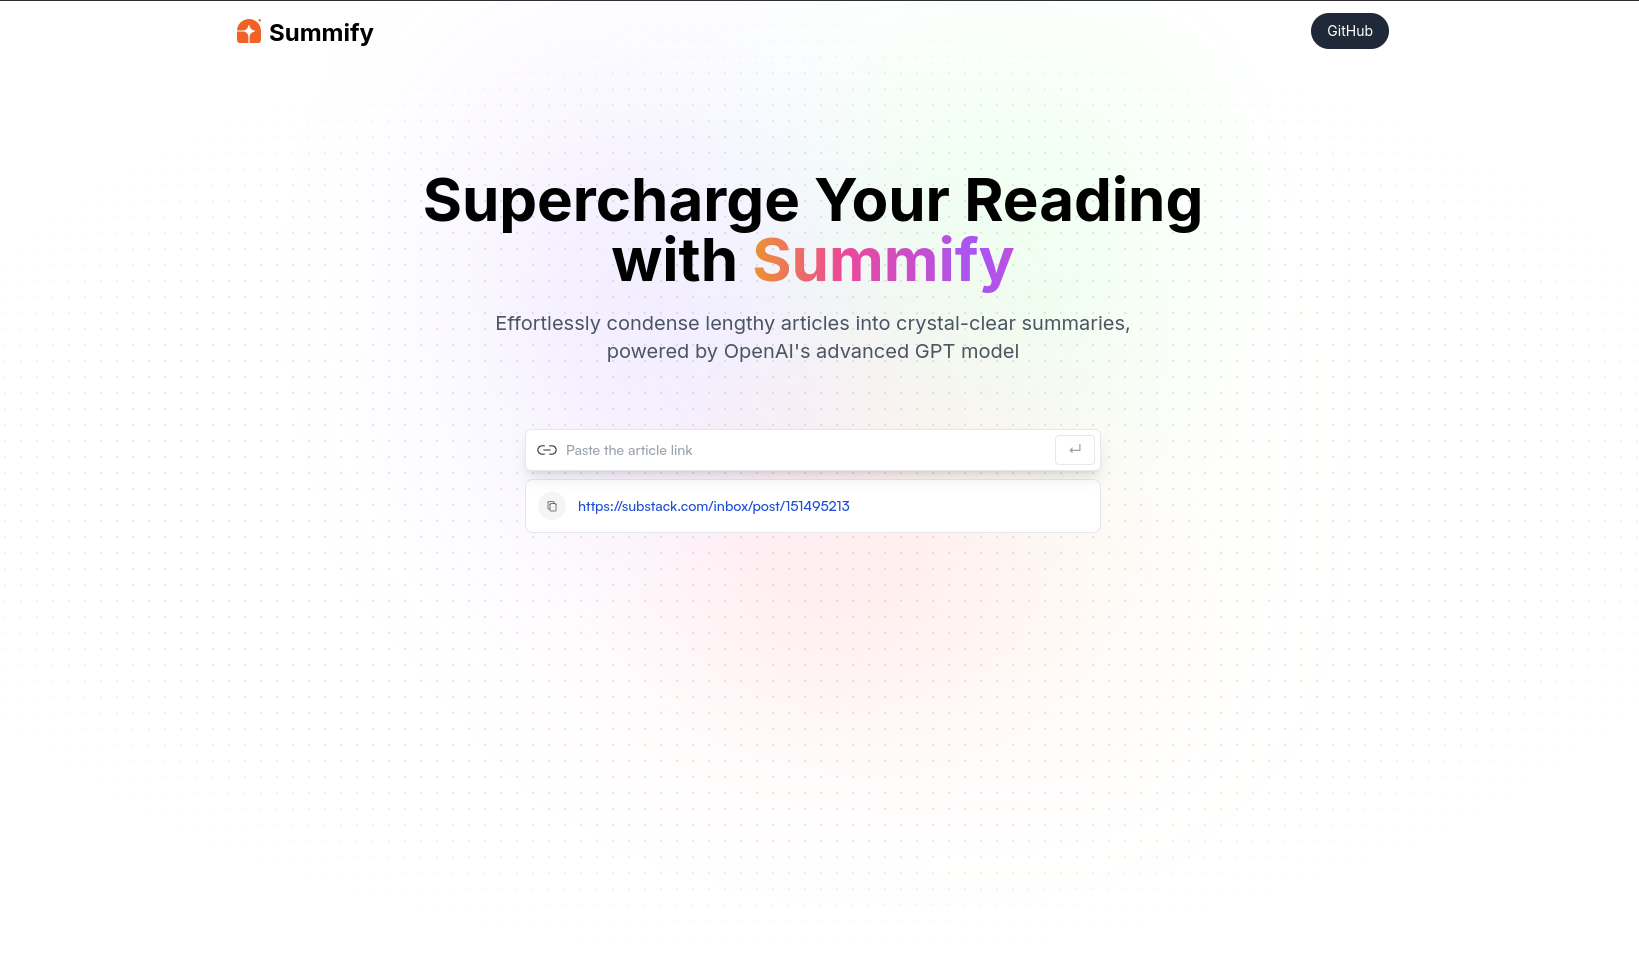 Summify
GitHub
Supercharge Your Reading
with Summify
Effortlessly condense lengthy articles into crystal-clear summaries,
powered by OpenAI's advanced GPT model
Paste the article link
https://substack.com/inbox/post/151495213